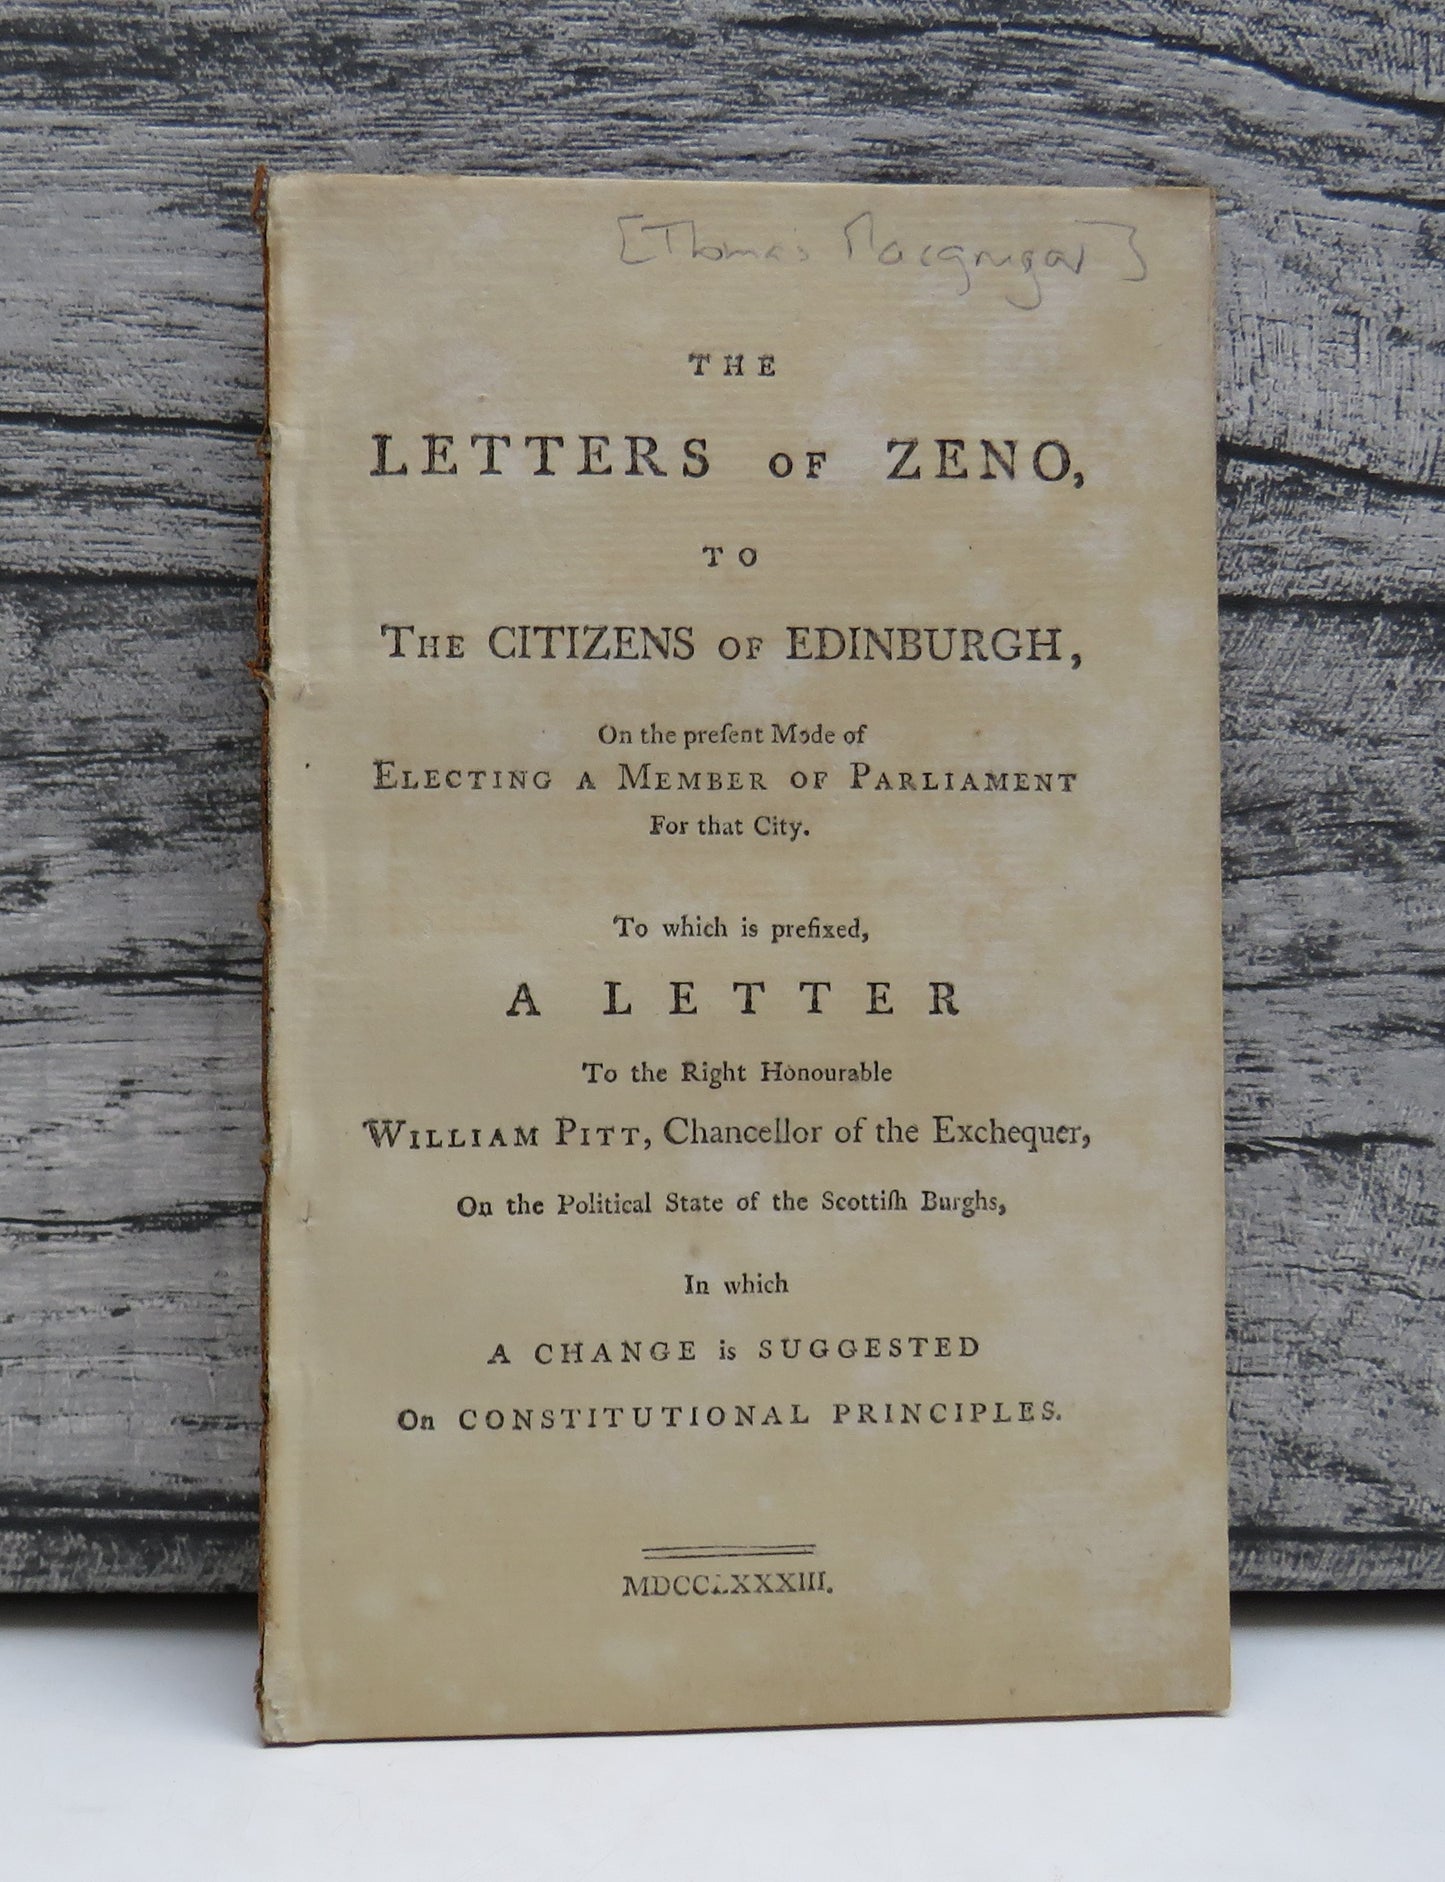 [Thomas Macgrigor]
THE
LETTERS OF ZENO,
TO
THE CITIZENS OF EDINBURGH,
On the preſent Mode of
ELECTING A MEMBER OF PARLIAMENT
For that City.
To which is prefixed,
A LETTER
To the Right Honourable
WILLIAM PITT, Chancellor of the Exchequer,
On the Political State of the Scottiſh Burghs,
In which
A CHANGE is SUGGESTED
On CONSTITUTIONAL PRINCIPLES.
MDCCLXXXIII.